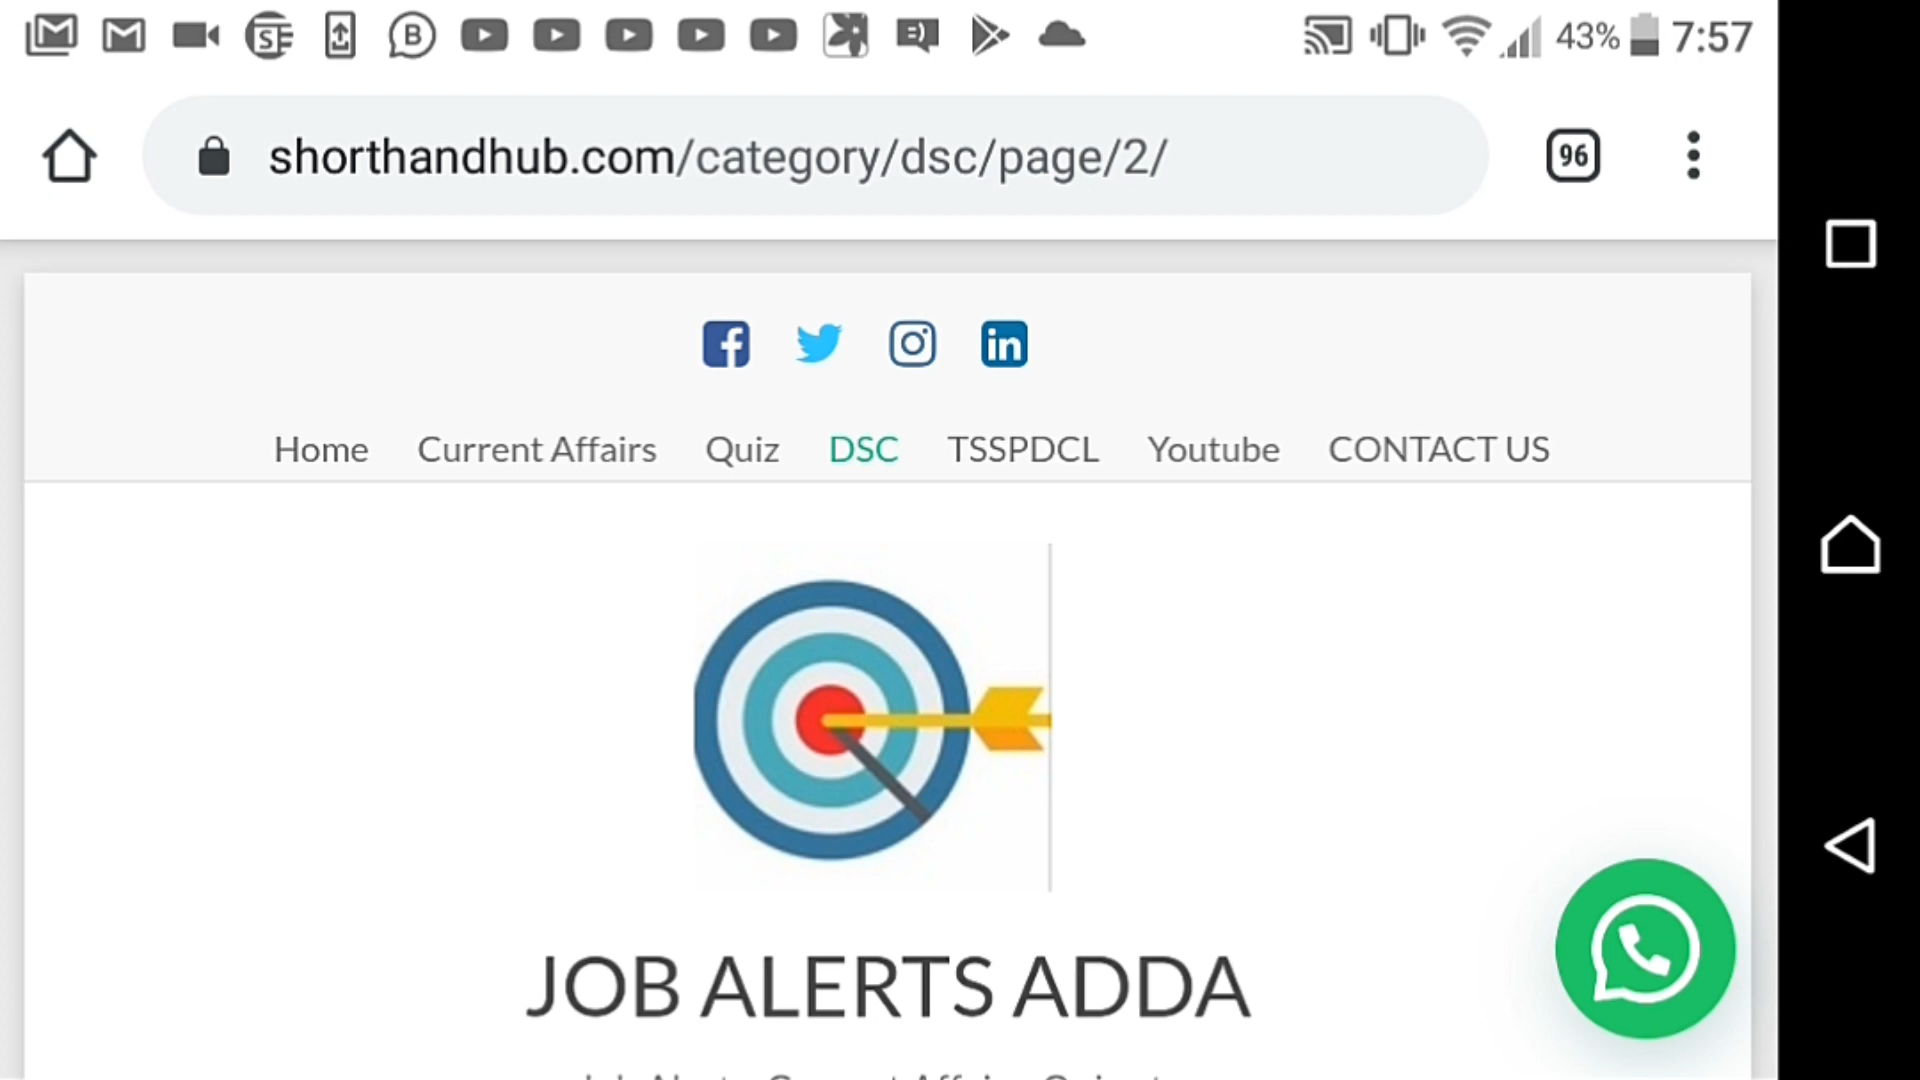 43% 7:57
shorthandhub.com/category/dsc/page/2/ 96
Home Current Affairs Quiz DSC TSSPDCL Youtube CONTACT US
JOB ALERTS ADDA